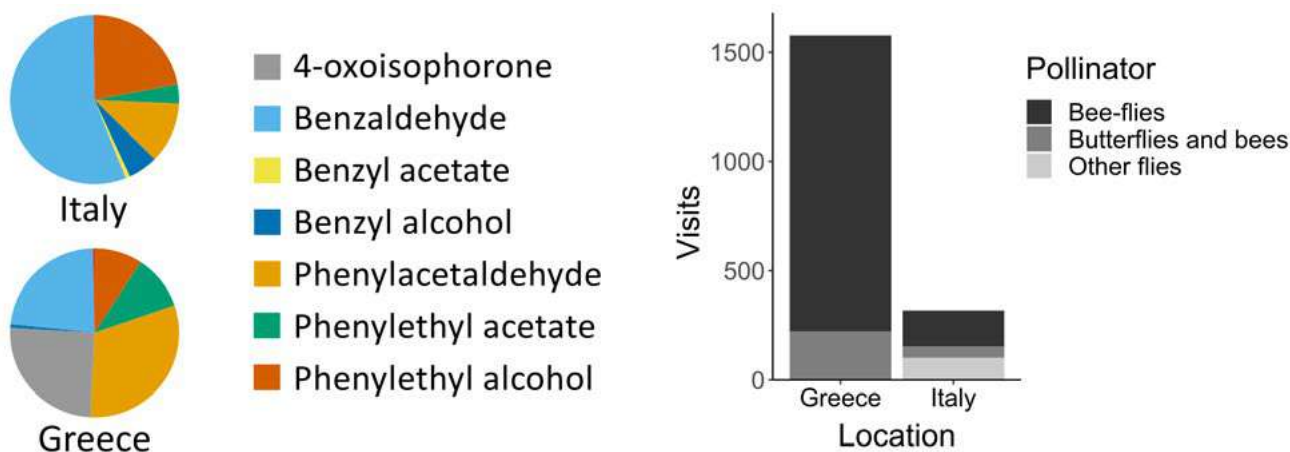 Italy
Greece
4-oxoisophorone
Benzaldehyde
Benzyl acetate
Benzyl alcohol
Phenylacetaldehyde
Phenylethyl acetate
Phenylethyl alcohol
Visits
1500
1000
500
0
Greece Italy
Location
Pollinator
Bee-flies
Butterflies and bees
Other flies